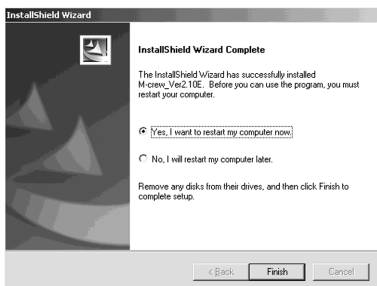 InstallShield Wizard
InstallShield Wizard Complete
The InstallShield Wizard has successfully installed
M-crew_Ver2.10E. Before you can use the program, you must
restart your computer.
Yes, I want to restart my computer now.
No, I will restart my computer later.
Remove any disks from their drives, and then click Finish to
complete setup.
< Back
Finish
Cancel